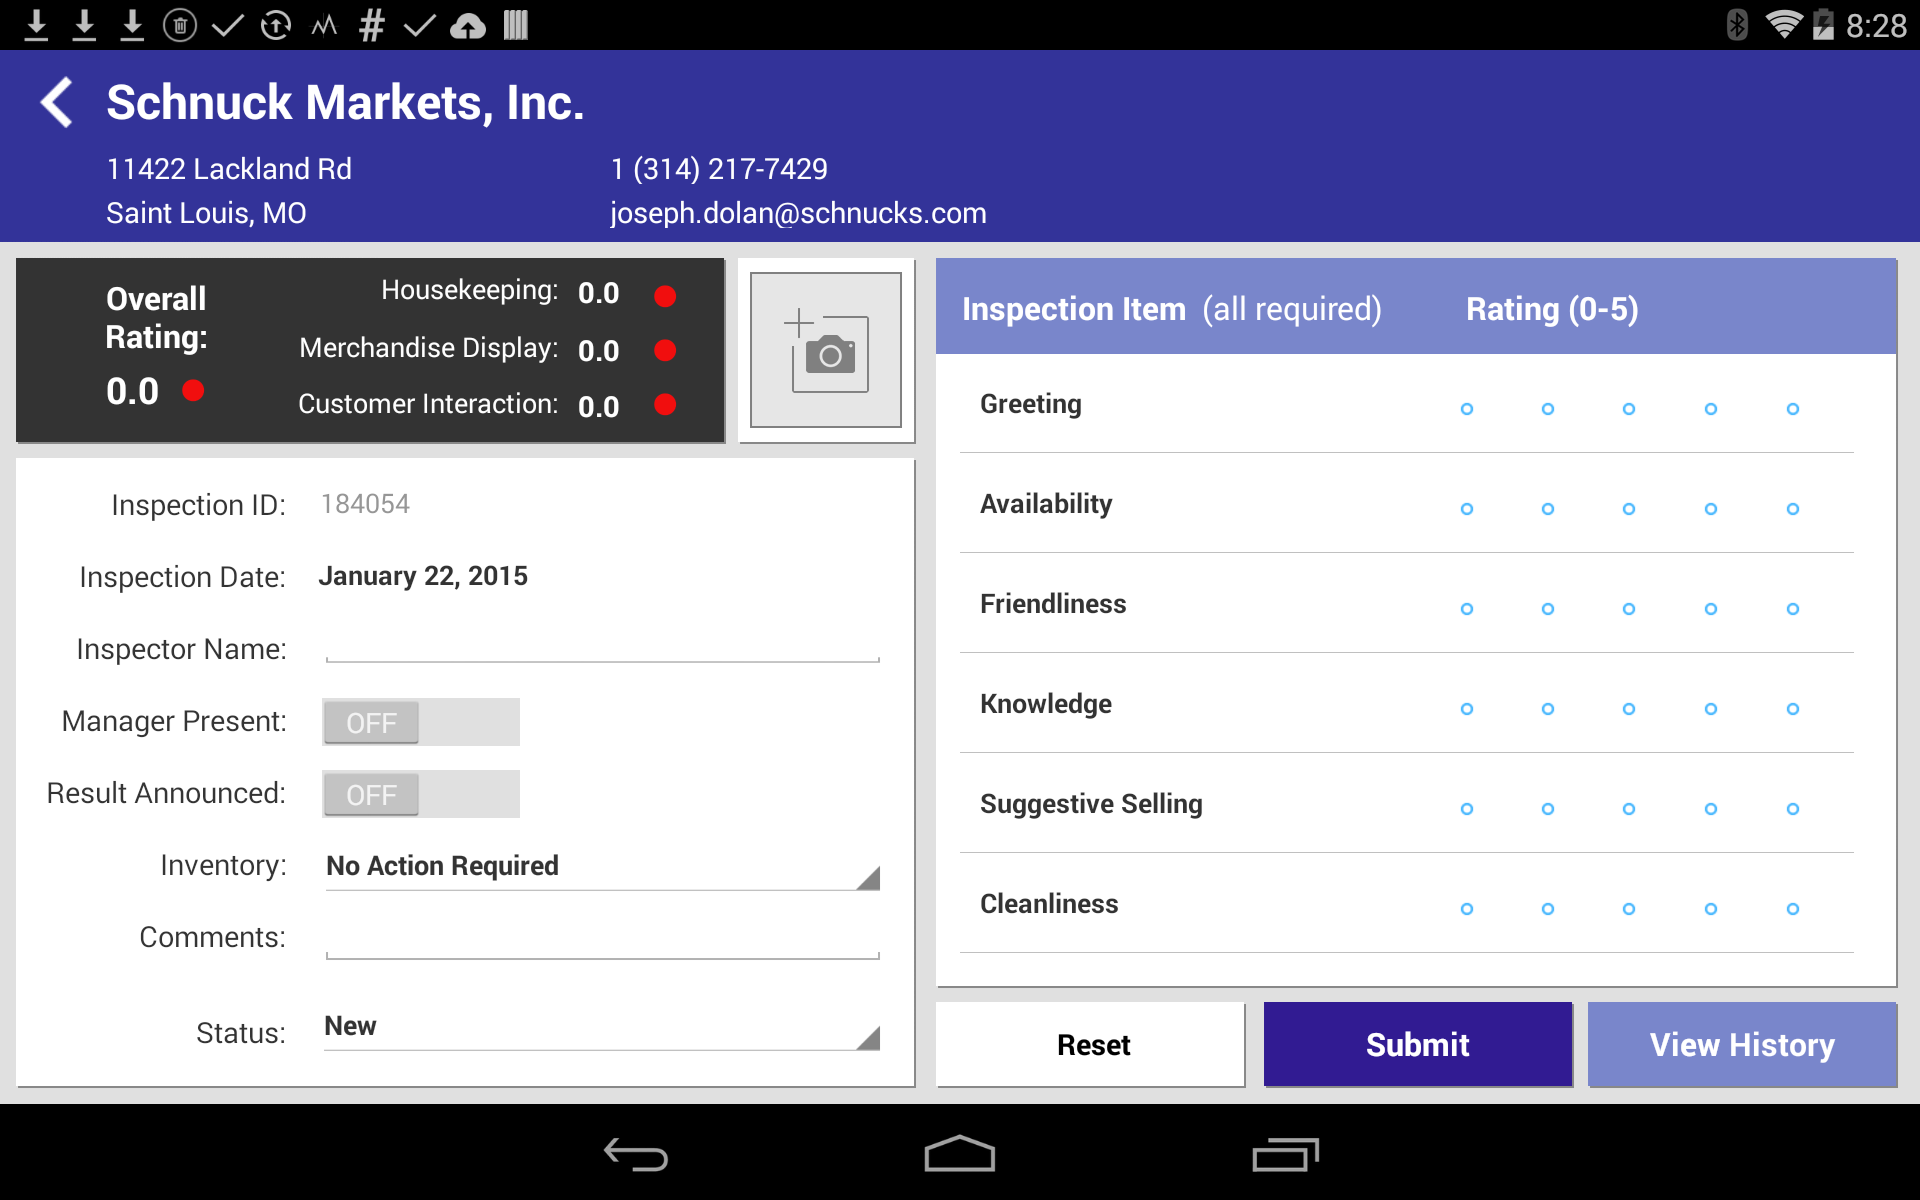 8:28
Schnuck Markets, Inc.
11422 Lackland Rd
Saint Louis, MO
1 (314) 217-7429
joseph.dolan@schnucks.com
Overall
Rating:
0.0
Housekeeping: 0.0
Merchandise Display: 0.0
Customer Interaction: 0.0
Inspection ID: 184054
Inspection Date: January 22, 2015
Inspector Name:
Manager Present: OFF
Result Announced: OFF
Inventory: No Action Required
Comments:
Status: New
Inspection Item (all required) Rating (0-5)
Greeting
Availability
Friendliness
Knowledge
Suggestive Selling
Cleanliness
Reset
Submit
View History